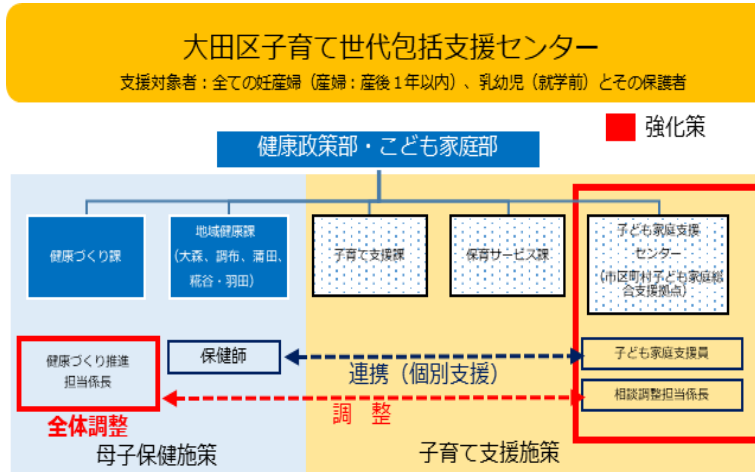 大田区子育て世代包括支援センター
支援対象者：全ての妊産婦（産婦：産後１年以内）、乳幼児（就学前）とその保護者
強化策
健康政策部・こども家庭部
健康づくり課
地域健康課
（大森、調布、蒲田、
糀谷・羽田）
子育て支援課
保育サービス課
子ども家庭支援
センター
（市区町村子ども家庭総
合支援拠点）
健康づくり推進
担当係長
保健師
連携（個別支援）
子ども家庭支援員
調　整
相談調整担当係長
全体調整
母子保健施策
子育て支援施策